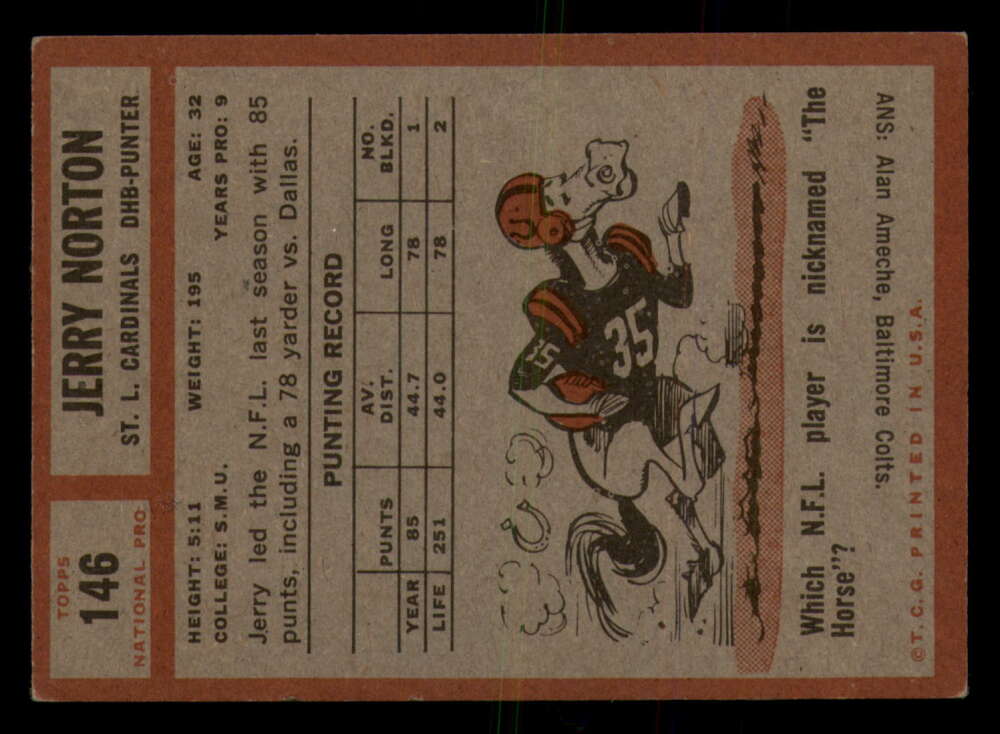 TOPPS
146
NATIONAL PRO
JERRY NORTON
ST. L. CARDINALS DHB-PUNTER
HEIGHT: 5:11 WEIGHT: 195 AGE: 32
COLLEGE: S.M.U. YEARS PRO: 9
Jerry led the N.F.L. last season with 85
punts, including a 78 yarder vs. Dallas.
PUNTING RECORD
PUNTS AV. DIST. LONG NO. BLKD.
YEAR 85 44.7 78 1
LIFE 251 44.0 78 2
35
35
Which N.F.L. player is nicknamed "The
Horse"?
ANS: Alan Ameche, Baltimore Colts.
©T.C.G. PRINTED IN U.S.A.